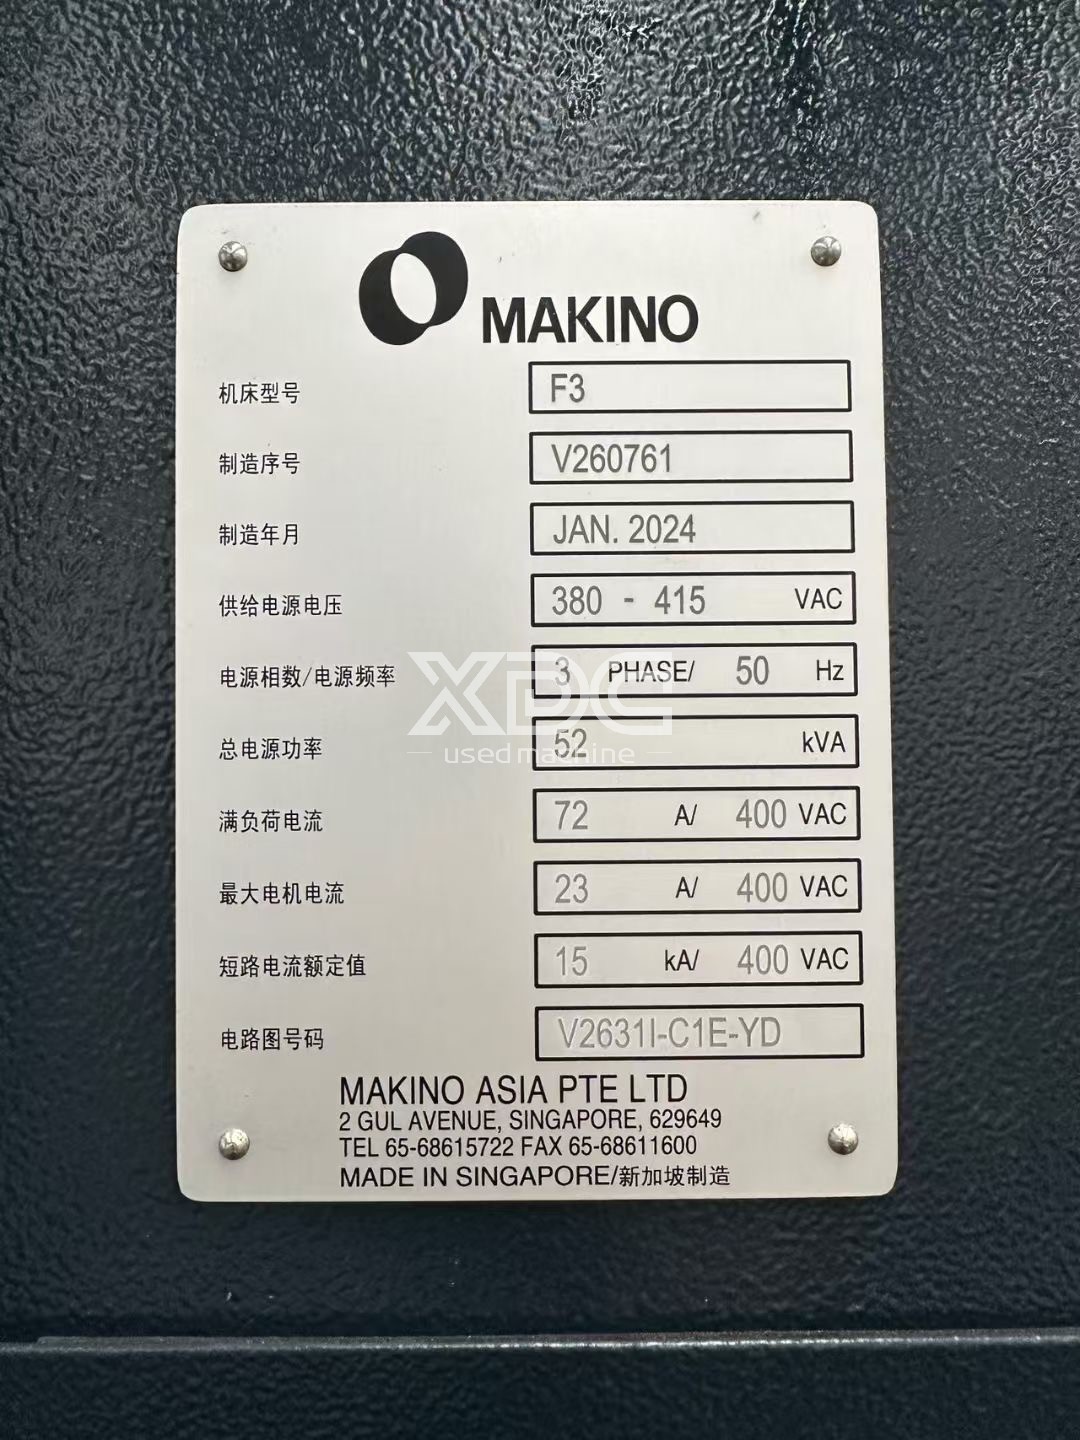 MAKINO
机床型号 F3
制造序号 V260761
制造年月 JAN. 2024
供给电源电压 380 - 415 VAC
电源相数/电源频率 3 PHASE/ 50 Hz
总电源功率 52 kVA
满负荷电流 72 A/ 400 VAC
最大电机电流 23 A/ 400 VAC
短路电流额定值 15 kA/ 400 VAC
电路图号码 V2631I-C1E-YD
MAKINO ASIA PTE LTD
2 GUL AVENUE, SINGAPORE, 629649
TEL 65-68615722 FAX 65-68611600
MADE IN SINGAPORE/新加坡制造
XDC
used machine